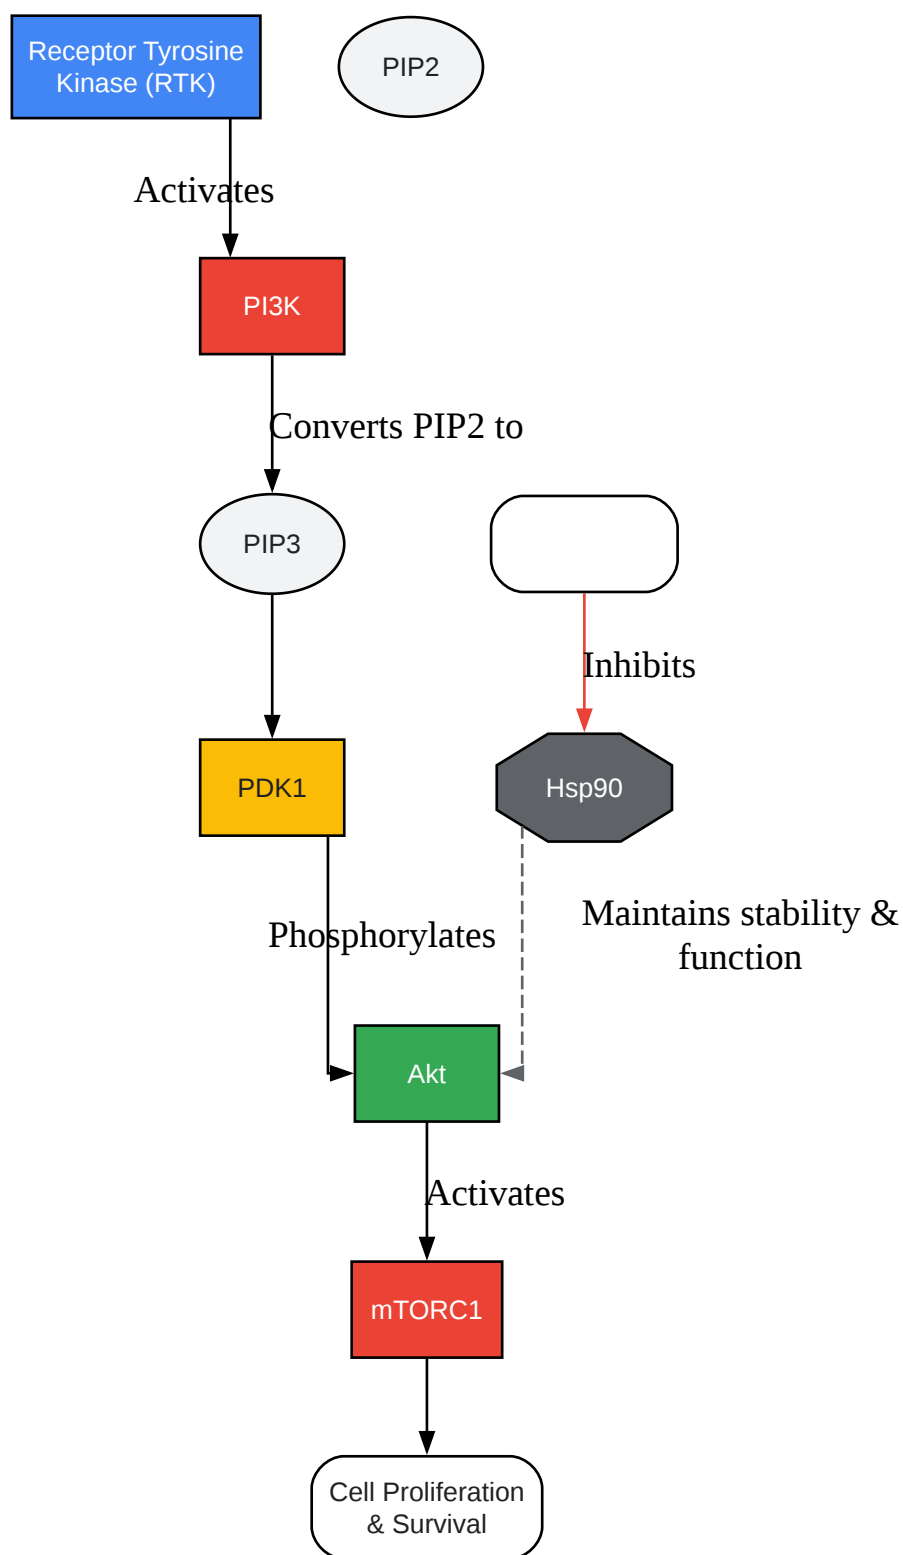 Receptor Tyrosine
Kinase (RTK)
PIP2
Activates
PI3K
Converts PIP2 to
PIP3
Inhibits
PDK1
Hsp90
Phosphorylates
Maintains stability &
function
Akt
Activates
mTORC1
Cell Proliferation
& Survival